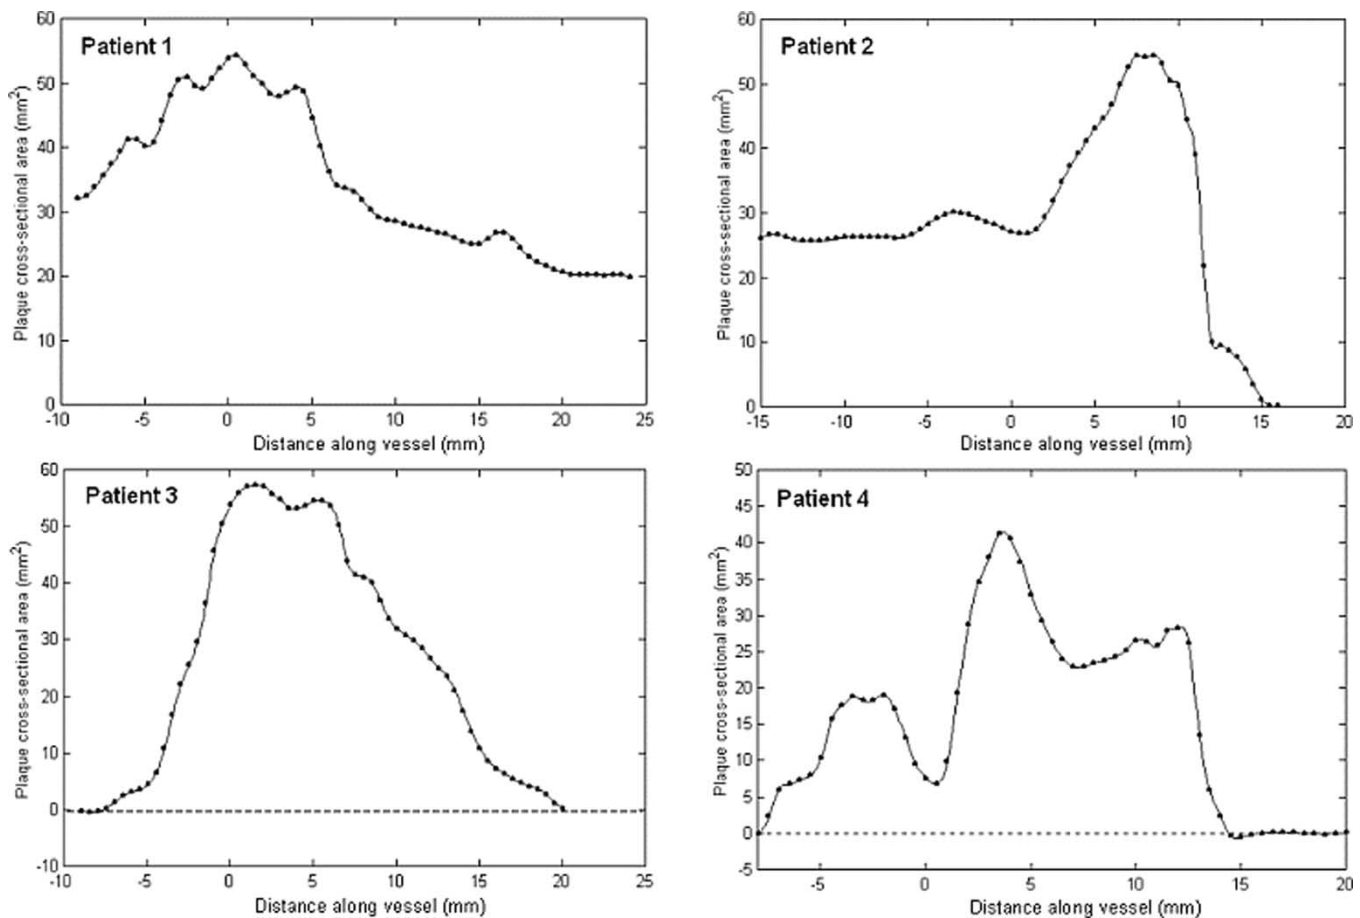 Patient 1
Plaque cross-sectional area (mm²)
60
50
40
30
20
10
0
-10 -5 0 5 10 15 20 25
Distance along vessel (mm)
Patient 2
Plaque cross-sectional area (mm²)
60
50
40
30
20
10
0
-15 -10 -5 0 5 10 15 20
Distance along vessel (mm)
Patient 3
Plaque cross-sectional area (mm²)
60
50
40
30
20
10
0
-10
-10 -5 0 5 10 15 20 25
Distance along vessel (mm)
Patient 4
Plaque cross-sectional area (mm²)
50
45
40
35
30
25
20
15
10
5
0
-5
-5 0 5 10 15 20
Distance along vessel (mm)